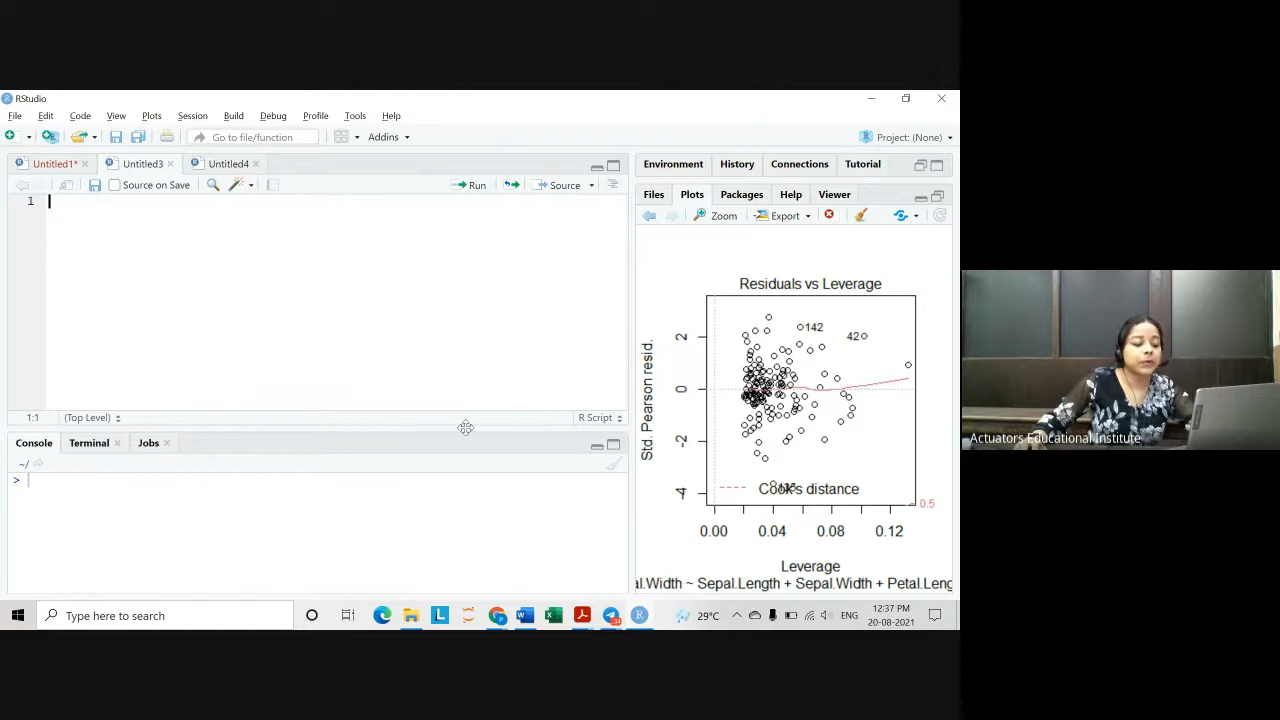 RStudio
File Edit Code View Plots Session Build Debug Profile Tools Help
Go to file/function Addins Project: (None)
Untitled1* Untitled3 Untitled4
Source on Save Run Source
1
1:1 (Top Level) R Script
Console Terminal Jobs
~/
>
Environment History Connections Tutorial
Files Plots Packages Help Viewer
Zoom Export
Residuals vs Leverage
Std. Pearson resid.
2
0
-2
-4
142
42
Cook's distance
0.5
0.00 0.04 0.08 0.12
Leverage
al.Width ~ Sepal.Length + Sepal.Width + Petal.Leng
Actuators Educational Institute
Type here to search
29°C ENG 12:37 PM
20-08-2021